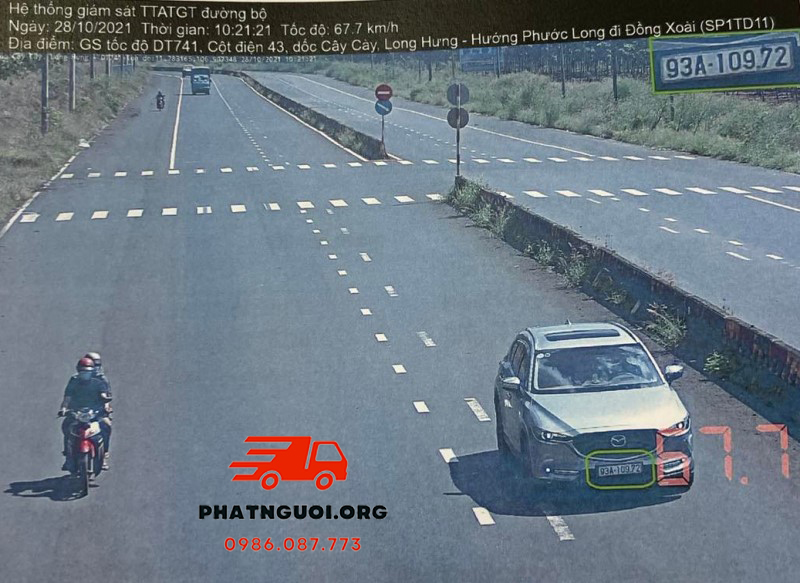 Hệ thống giám sát TTATGT đường bộ
Ngày: 28/10/2021 Thời gian: 10:21:21 Tốc độ: 67.7 km/h
Địa điểm: GS tốc độ DT741, Cột điện 43, dốc Cây Cầy, Long Hưng - Hướng Phước Long đi Đồng Xoài (SP1TD11)
93A-109.72
93A-109.72
67.7
PHATNGUOI.ORG
0986.087.773